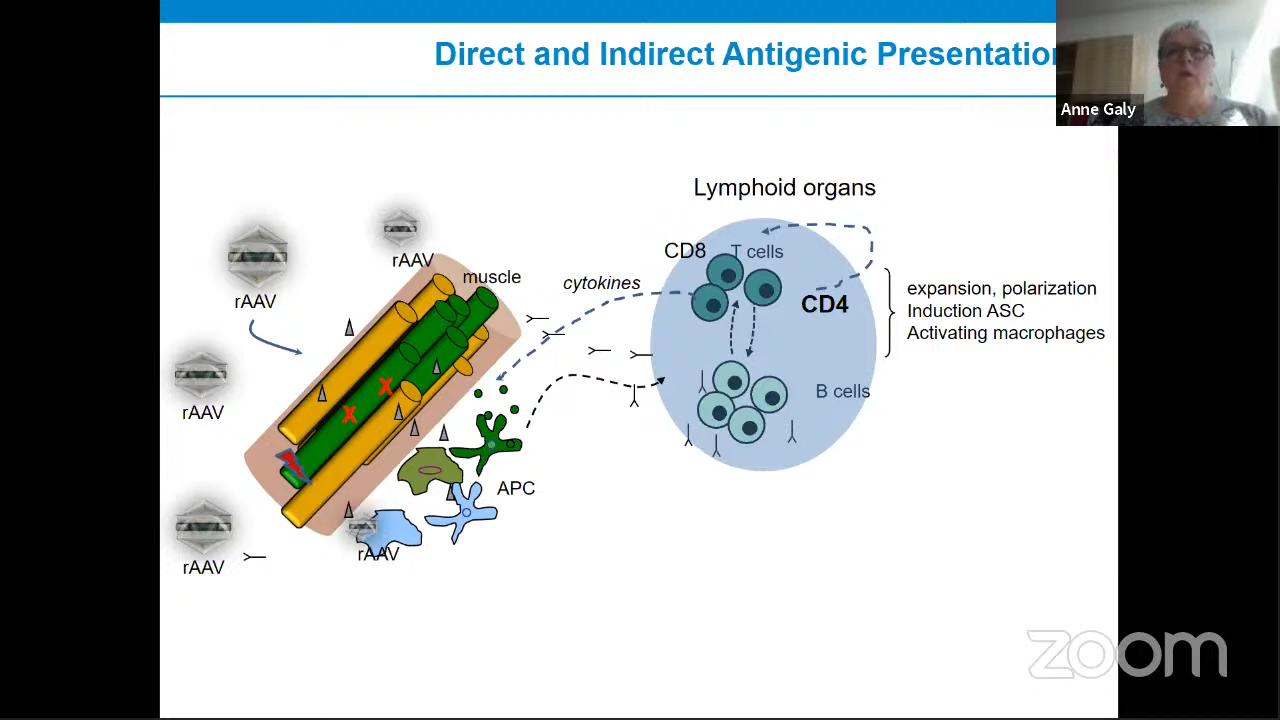 Direct and Indirect Antigenic Presentation
Anne Galy
Lymphoid organs
rAAV
rAAV
muscle
cytokines
CD8
T cells
CD4
expansion, polarization
Induction ASC
Activating macrophages
X
X
rAAV
B cells
APC
rAAV
rAAV
zoom